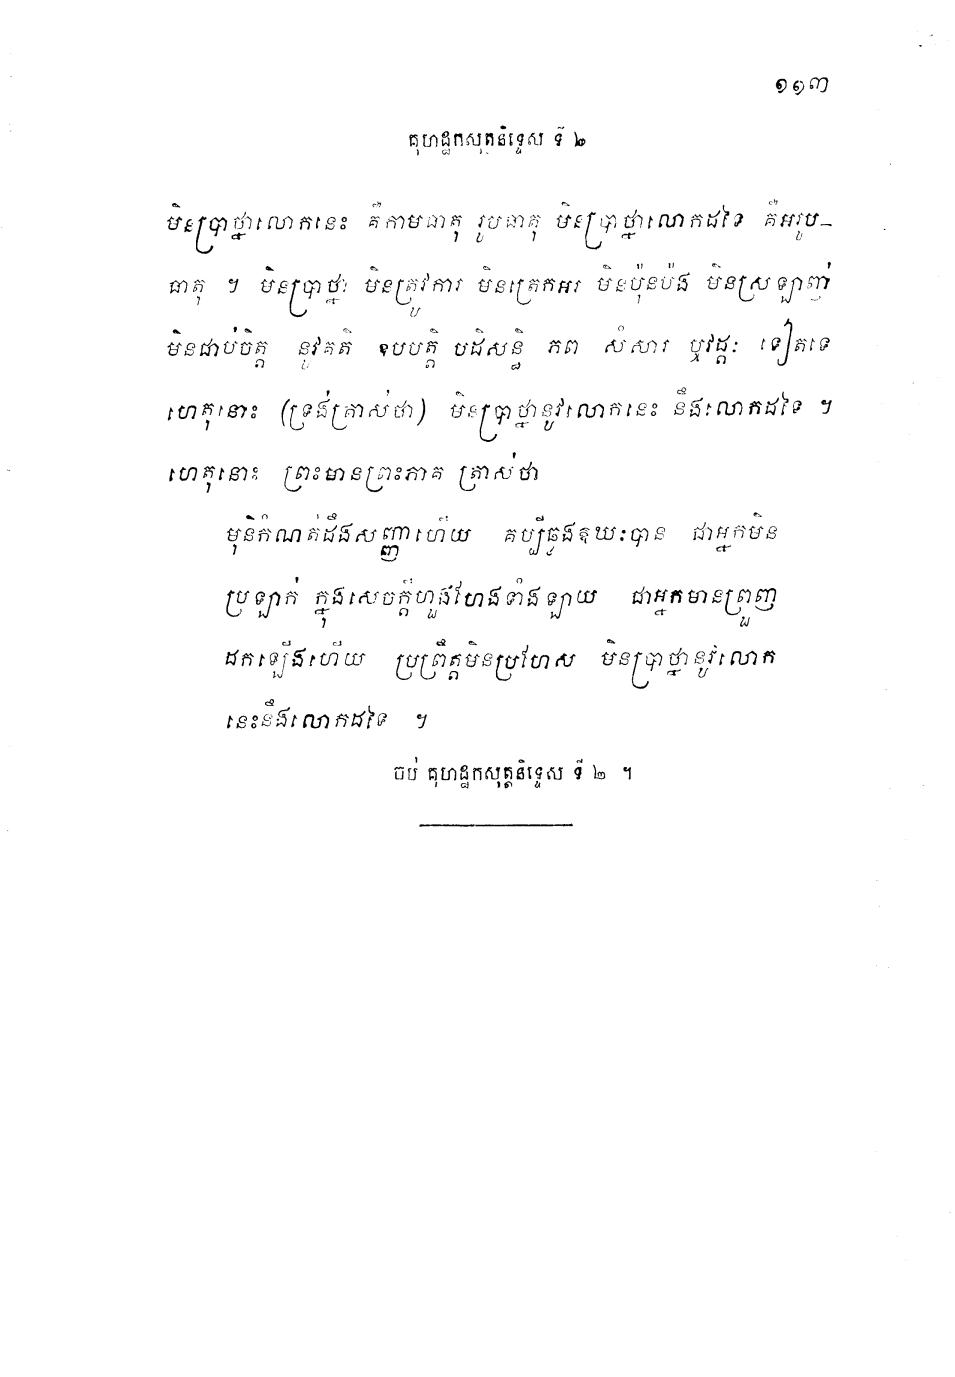 ១១៣
គុហដ្ឋកសុត្តនិទ្ទេស ទី ២
មិនប្រាថ្នាលោកនេះ គឺកាមធាតុ រូបធាតុ មិនប្រាថ្នាលោកដទៃ គឺអរូប-
ធាតុ ។ មិនប្រាថ្នា មិនត្រូវការ មិនត្រេកអរ មិនប៉ុនប៉ង មិនស្រឡាញ់
មិនជាប់ចិត្ត នូវគតិ ឧបបត្តិ បដិសន្ធិ ភព សំសារ ឬវដ្តៈ ទៀតទេ
ហេតុនោះ (ទ្រង់ត្រាស់ថា) មិនប្រាថ្នានូវលោកនេះ នឹងលោកដទៃ ។
ហេតុនោះ ព្រះមានព្រះភាគ ត្រាស់ថា
មុនិកំណត់ដឹងសញ្ញាហើយ គប្បីឆ្លងឱឃៈបាន ជាអ្នកមិន
ប្រឡាក់ ក្នុងសេចក្តីហួងហែងទាំងឡាយ ជាអ្នកមានព្រួញ
ដកឡើងហើយ ប្រព្រឹត្តមិនប្រហែស មិនប្រាថ្នានូវលោក
នេះនឹងលោកដទៃ ។
ចប់ គុហដ្ឋកសុត្តនិទ្ទេស ទី ២ ។